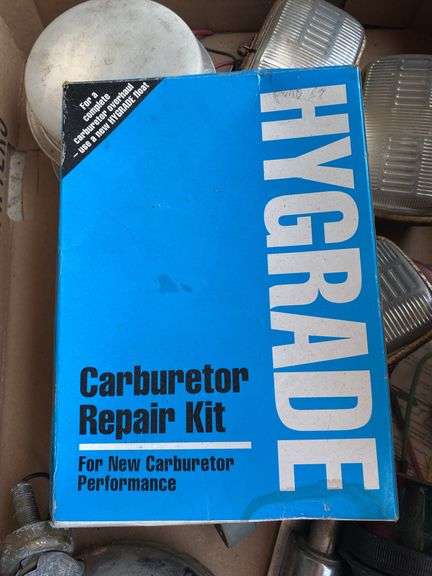 For a
complete
carburetor overhaul
– use a new HYGRADE float
HYGRADE
Carburetor
Repair Kit
For New Carburetor
Performance